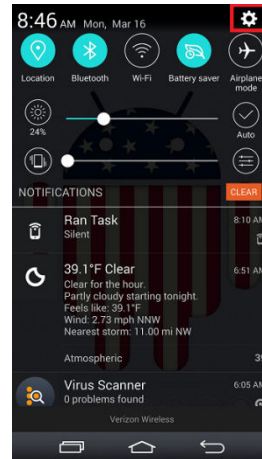 8:46 AM Mon, Mar 16
Location Bluetooth Wi-Fi Battery saver Airplane mode
24% Auto
NOTIFICATIONS CLEAR
Ran Task 8:10 AM
Silent
39.1°F Clear 6:51 AM
Clear for the hour.
Partly cloudy starting tonight.
Feels like: 39.1°F
Wind: 2.73 mph NNW
Nearest storm: 11.00 mi NW
Atmospheric 39
Virus Scanner 6:05 AM
0 problems found
Verizon Wireless